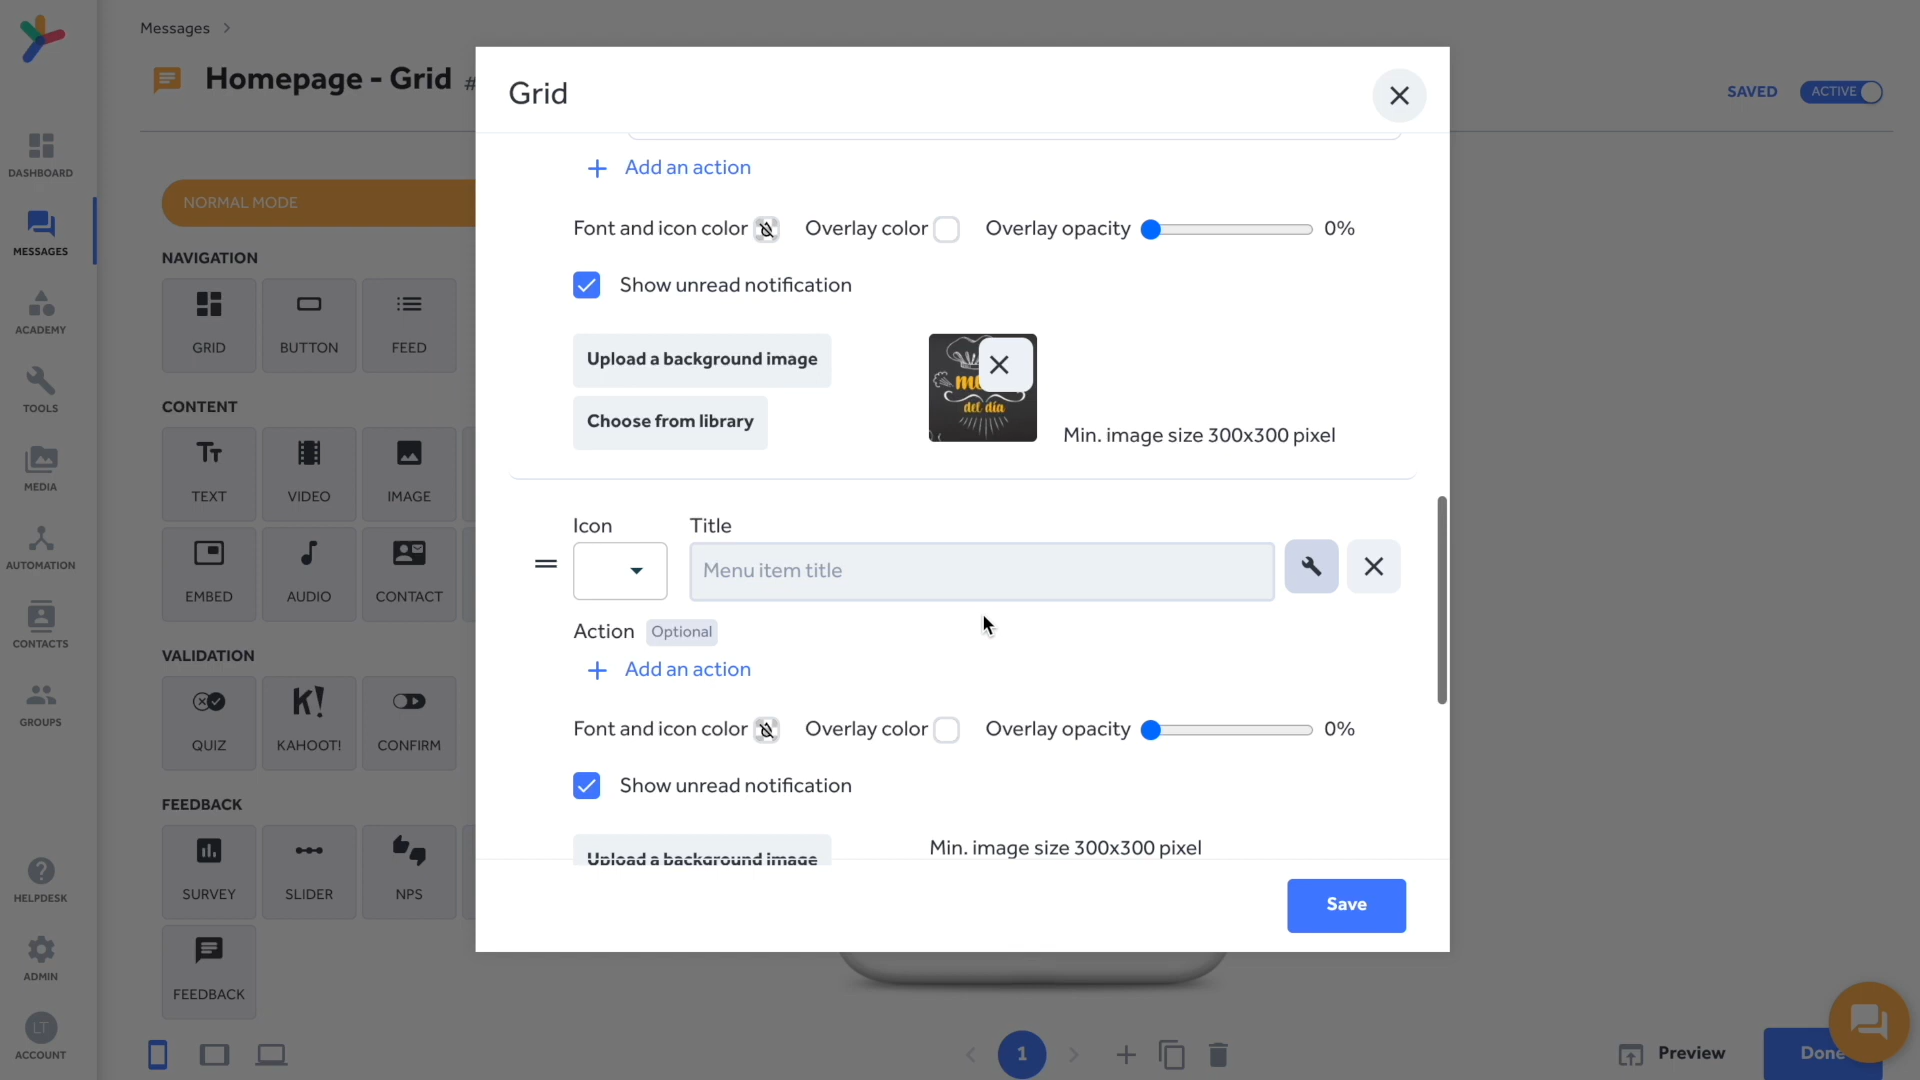 Messages
Homepage - Grid #
SAVED
ACTIVE
DASHBOARD
MESSAGES
ACADEMY
TOOLS
MEDIA
AUTOMATION
CONTACTS
GROUPS
HELPDESK
ADMIN
LT
ACCOUNT
NORMAL MODE
NAVIGATION
GRID
BUTTON
FEED
CONTENT
TEXT
VIDEO
IMAGE
EMBED
AUDIO
CONTACT
VALIDATION
QUIZ
K!
KAHOOT!
CONFIRM
FEEDBACK
SURVEY
SLIDER
NPS
FEEDBACK
Grid
Add an action
Font and icon color
Overlay color
Overlay opacity
0%
Show unread notification
Upload a background image
Choose from library
del día
Min. image size 300x300 pixel
Icon
Title
Menu item title
Action
Optional
Add an action
Font and icon color
Overlay color
Overlay opacity
0%
Show unread notification
Upload a background image
Min. image size 300x300 pixel
Save
1
Preview
Done